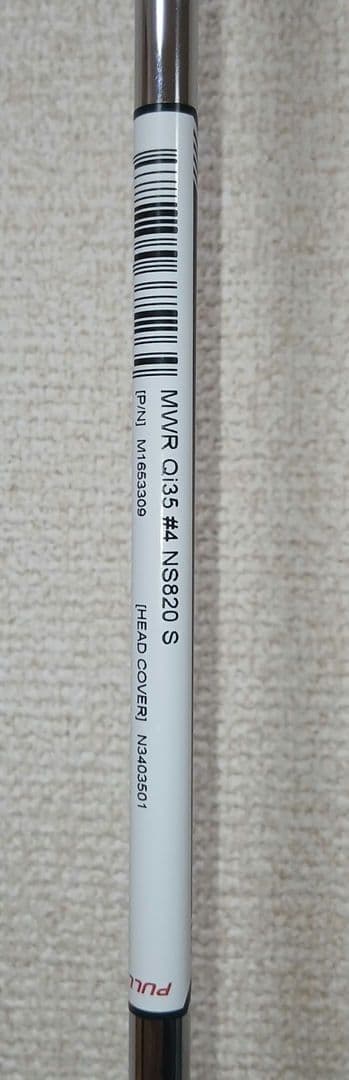 MWR Qi35 #4 NS820 S
[P/N] M1653309 [HEAD COVER] N3403501
PULL